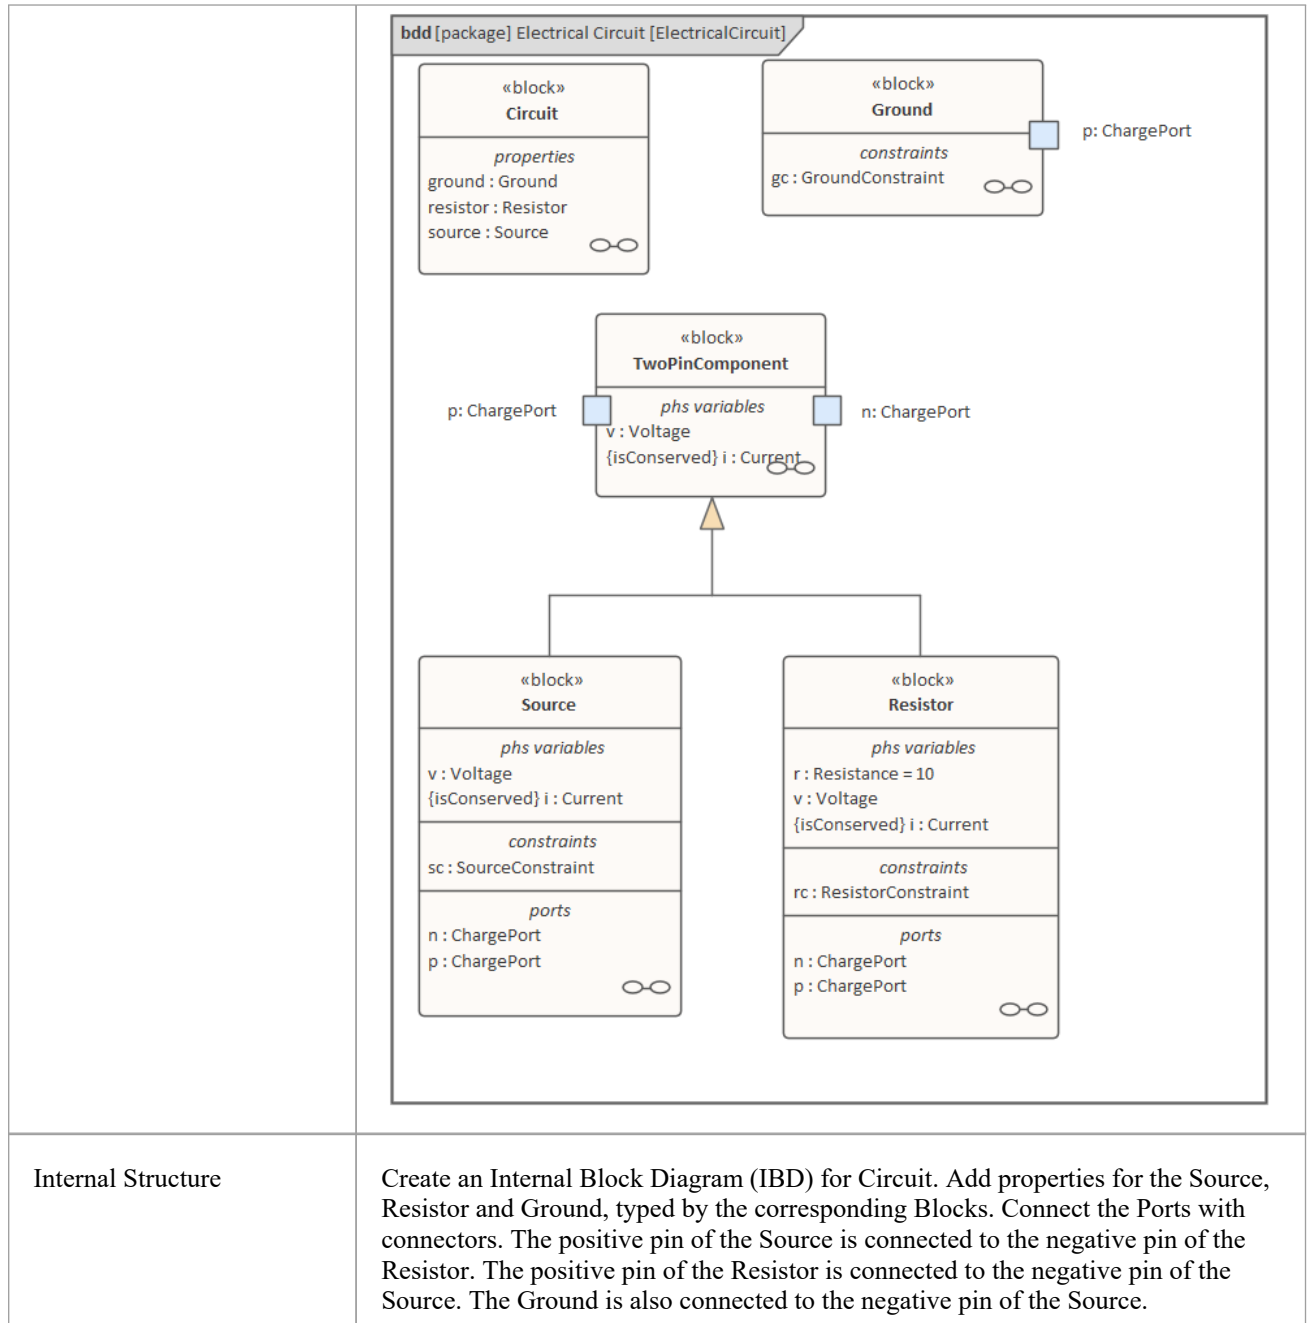 bdd [package] Electrical Circuit [ElectricalCircuit]
«block»
Circuit
properties
ground : Ground
resistor : Resistor
source : Source
«block»
Ground
constraints
gc : GroundConstraint
p: ChargePort
«block»
TwoPinComponent
p: ChargePort
phs variables
v : Voltage
{isConserved} i : Current
n: ChargePort
«block»
Source
phs variables
v : Voltage
{isConserved} i : Current
constraints
sc : SourceConstraint
ports
n : ChargePort
p : ChargePort
«block»
Resistor
phs variables
r : Resistance = 10
v : Voltage
{isConserved} i : Current
constraints
rc : ResistorConstraint
ports
n : ChargePort
p : ChargePort
Internal Structure
Create an Internal Block Diagram (IBD) for Circuit. Add properties for the Source,
Resistor and Ground, typed by the corresponding Blocks. Connect the Ports with
connectors. The positive pin of the Source is connected to the negative pin of the
Resistor. The positive pin of the Resistor is connected to the negative pin of the
Source. The Ground is also connected to the negative pin of the Source.